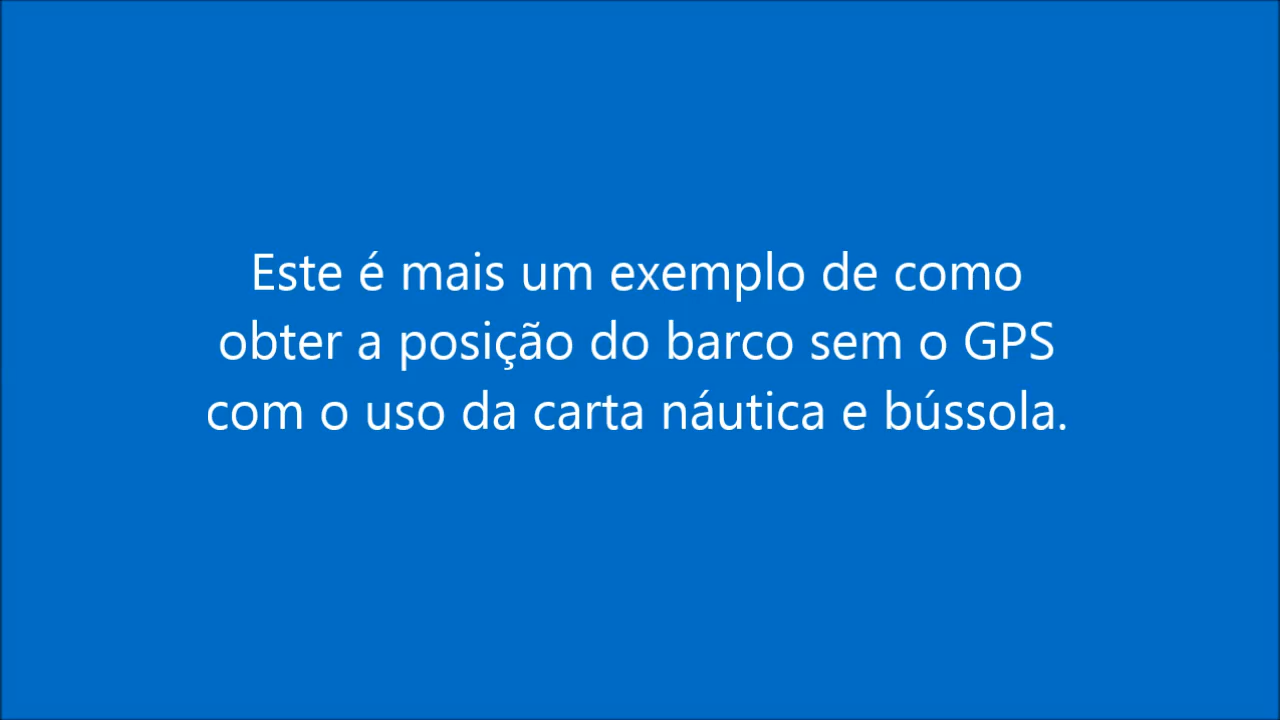 Este é mais um exemplo de como
obter a posição do barco sem o GPS
com o uso da carta náutica e bússola.